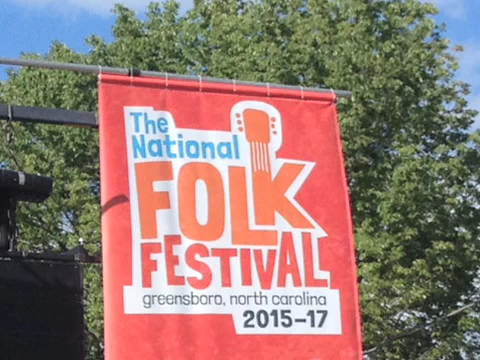 The
National
FOLK
FESTIVAL
greensboro, north carolina
2015–17